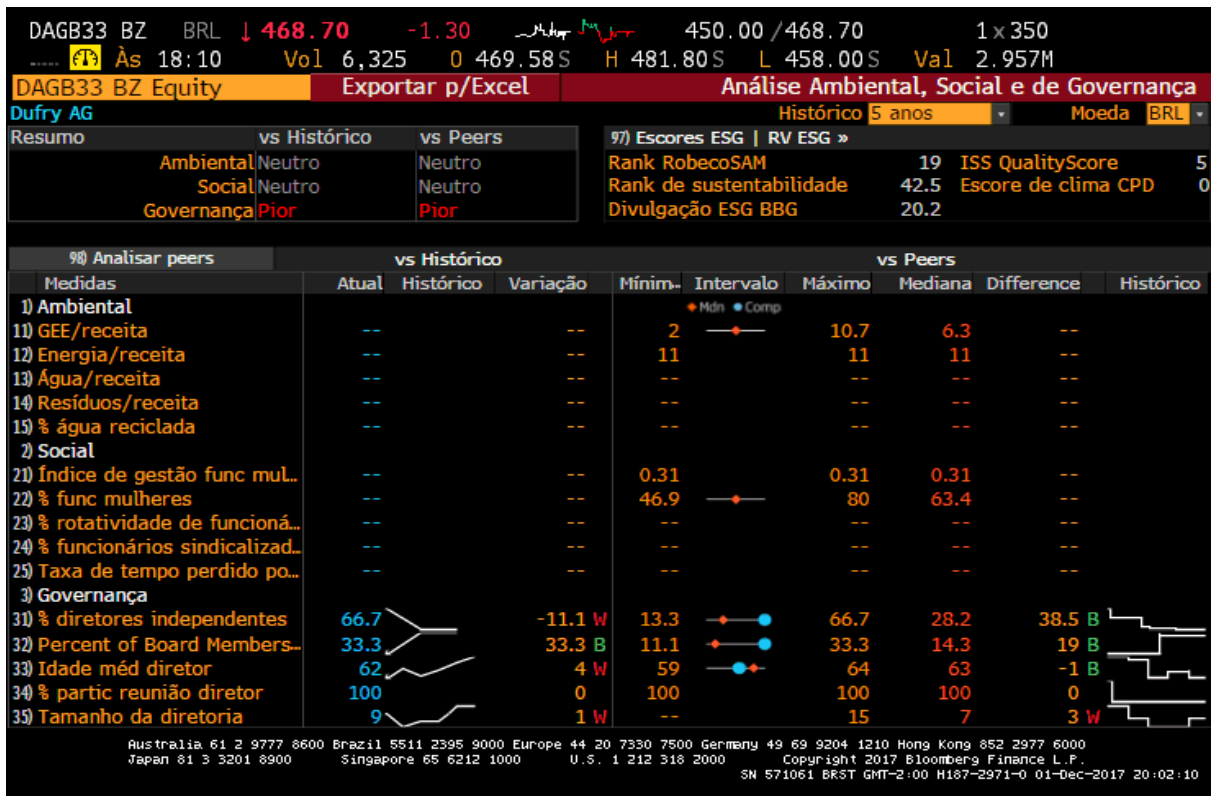 DAGB33 BZ BRL ↓ 468.70 -1.30 450.00 /468.70 1×350
Às 18:10 Vol 6,325 O 469.58S H 481.80S L 458.00S Val 2.957M
DAGB33 BZ Equity Exportar p/Excel Análise Ambiental, Social e de Governança
Dufry AG Histórico 5 anos Moeda BRL
Resumo vs Histórico vs Peers 97) Escores ESG | RV ESG »
Ambiental Neutro Neutro Rank RobecoSAM 19 ISS QualityScore 5
Social Neutro Neutro Rank de sustentabilidade 42.5 Escore de clima CPD 0
Governança Pior Pior Divulgação ESG BBG 20.2
98) Analisar peers vs Histórico vs Peers
Medidas Atual Histórico Variação Mínim.. Intervalo Máximo Mediana Difference Histórico
1) Ambiental Mdn Comp
11) GEE/receita -- -- 2 10.7 6.3 --
12) Energia/receita -- -- 11 11 11 --
13) Água/receita -- -- -- -- -- --
14) Resíduos/receita -- -- -- -- -- --
15) % água reciclada -- -- -- -- -- --
2) Social
21) Índice de gestão func mul... -- -- 0.31 0.31 0.31 --
22) % func mulheres -- -- 46.9 80 63.4 --
23) % rotatividade de funcioná... -- -- -- -- -- --
24) % funcionários sindicalizad... -- -- -- -- -- --
25) Taxa de tempo perdido po... -- -- -- -- -- --
3) Governança
31) % diretores independentes 66.7 -11.1 W 13.3 66.7 28.2 38.5 B
32) Percent of Board Members... 33.3 33.3 B 11.1 33.3 14.3 19 B
33) Idade méd diretor 62 4 W 59 64 63 -1 B
34) % partic reunião diretor 100 0 100 100 100 0
35) Tamanho da diretoria 9 1 W -- 15 7 3 W
Australia 61 2 9777 8600 Brazil 5511 2395 9000 Europe 44 20 7330 7500 Germany 49 69 9204 1210 Hong Kong 852 2977 6000
Japan 81 3 3201 8900 Singapore 65 6212 1000 U.S. 1 212 318 2000 Copyright 2017 Bloomberg Finance L.P.
SN 571061 BRST GMT-2:00 H187-2971-0 01-Dec-2017 20:02:10